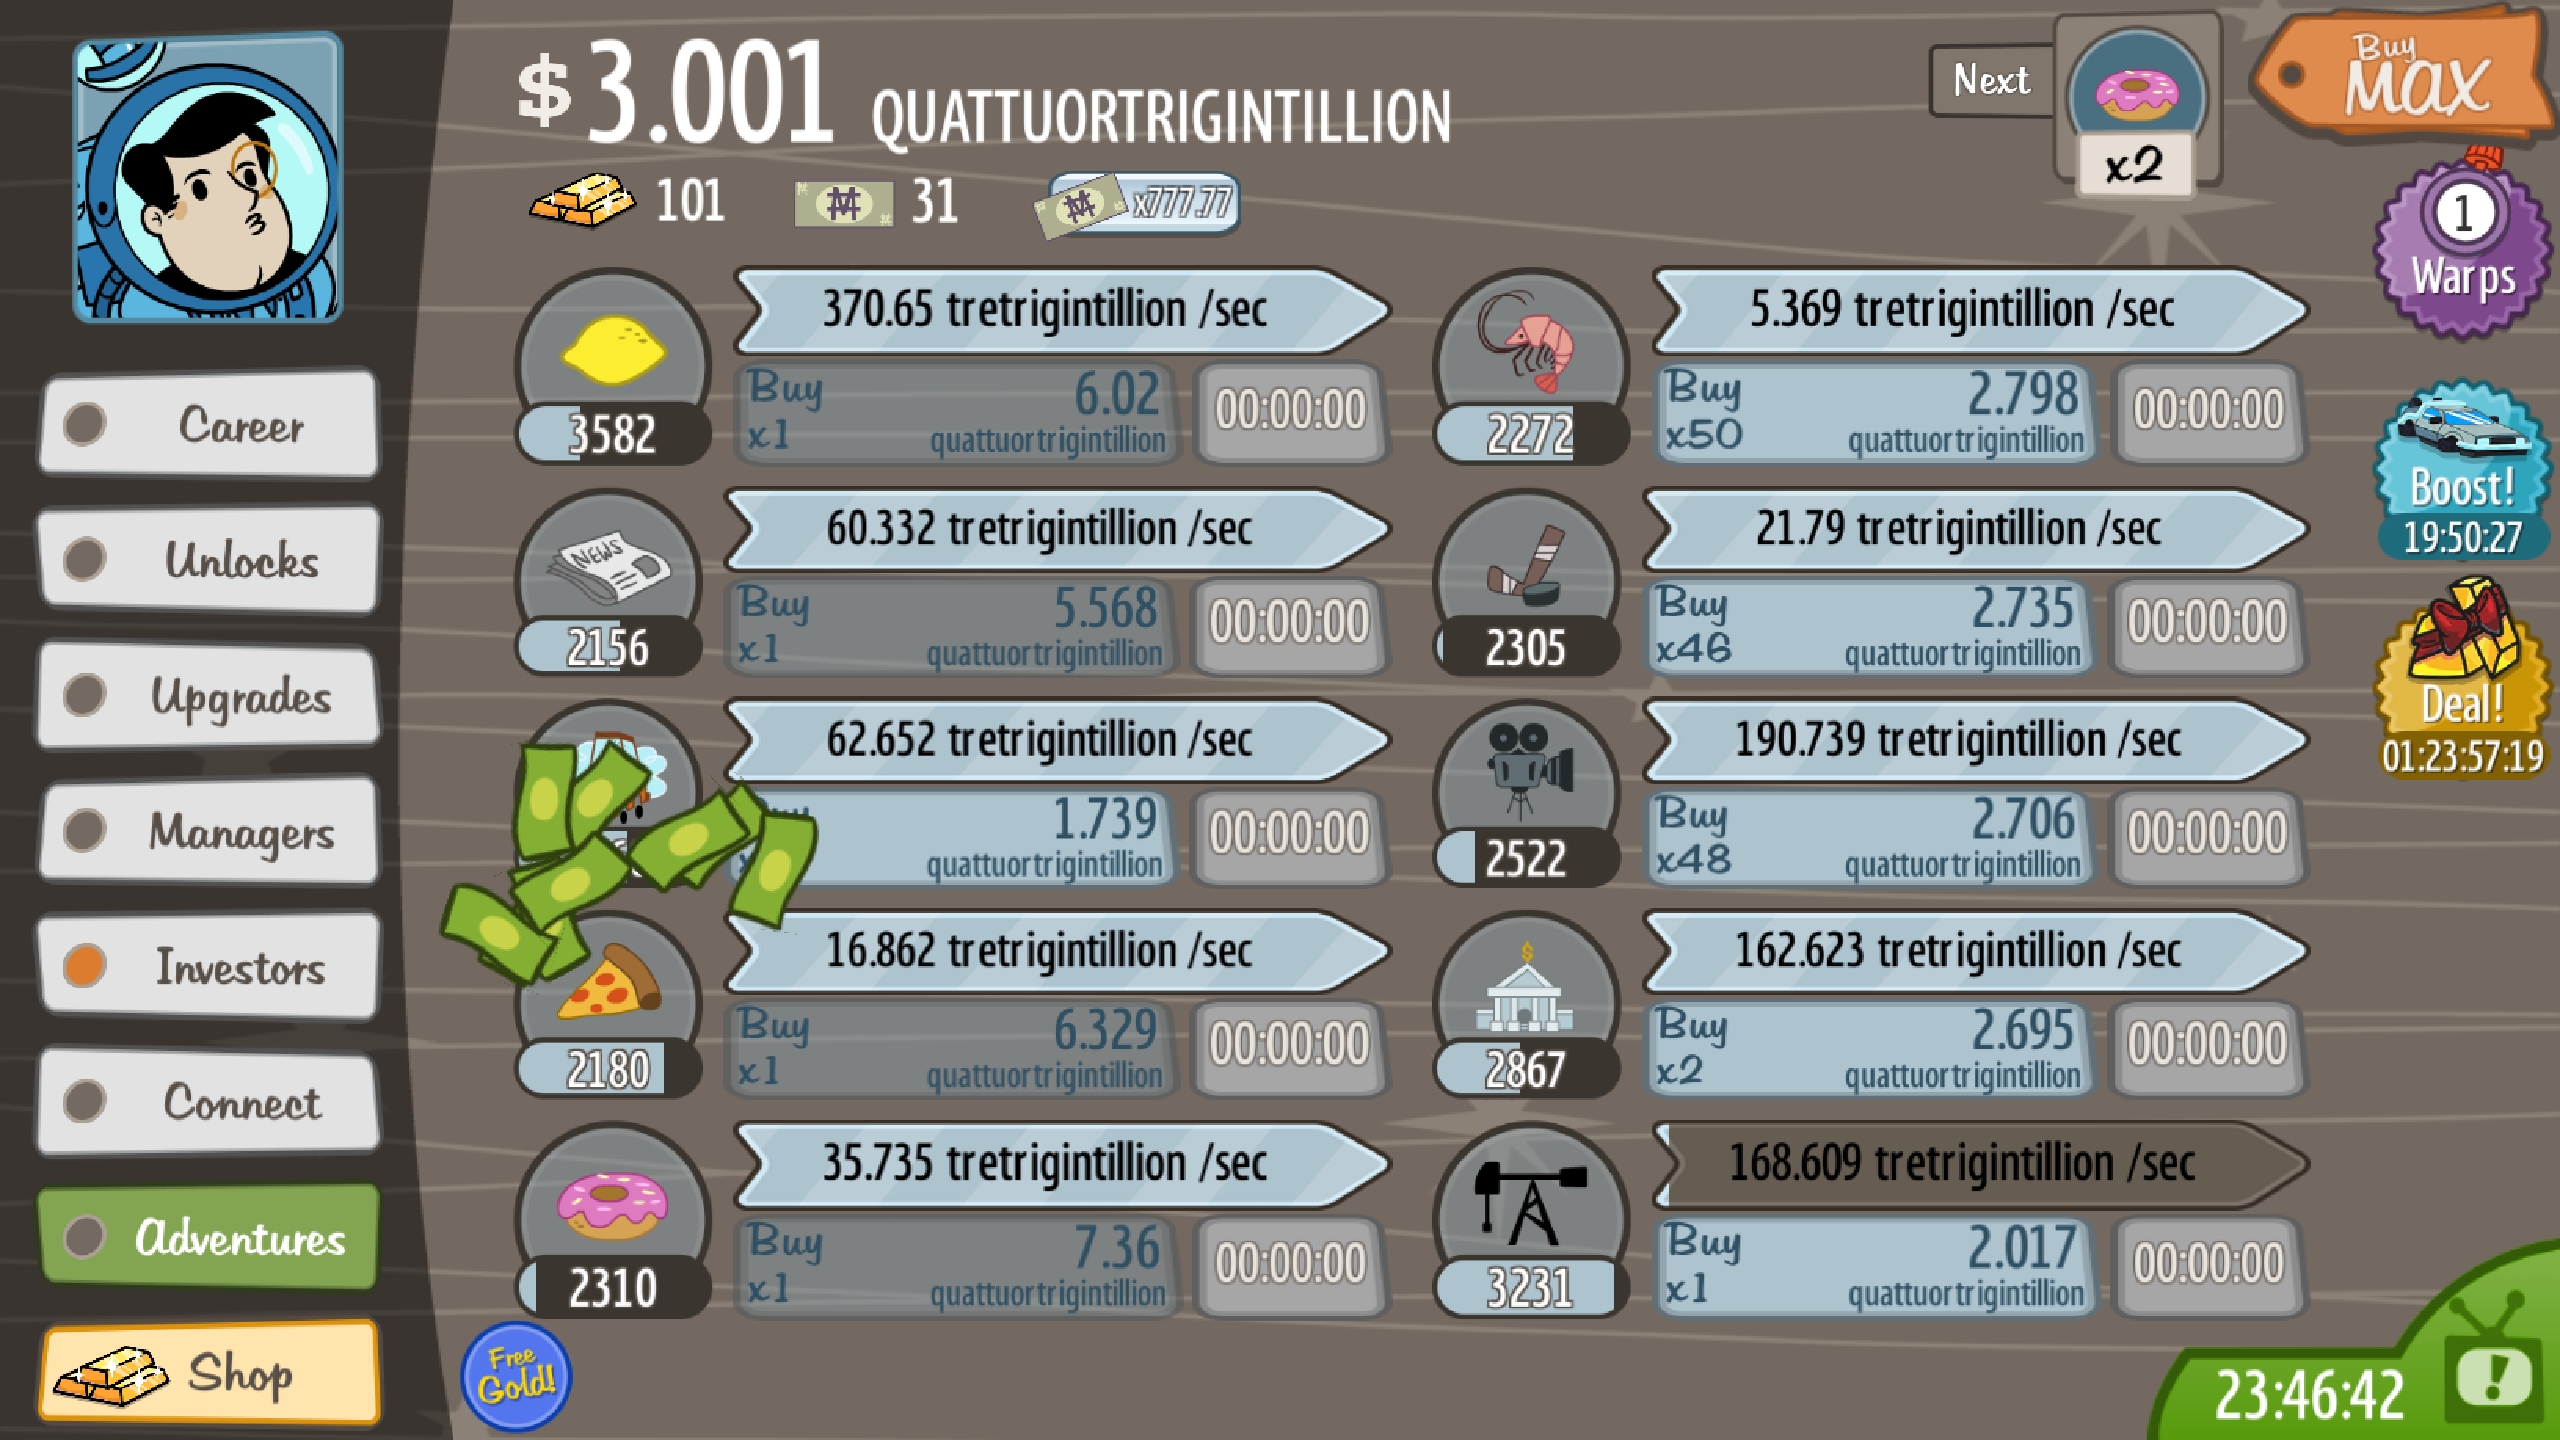 $3.001 QUATTUORTRIGINTILLION
Next
x2
Buy
MAX
101
31
x777.77
1
Warps
370.65 tretrigintillion /sec
3582
Buy
x1
6.02
quattuortrigintillion
00:00:00
5.369 tretrigintillion /sec
2272
Buy
x50
2.798
quattuortrigintillion
00:00:00
Boost!
19:50:27
60.332 tretrigintillion /sec
NEWS
2156
Buy
x1
5.568
quattuortrigintillion
00:00:00
21.79 tretrigintillion /sec
2305
Buy
x46
2.735
quattuortrigintillion
00:00:00
Deal!
01:23:57:19
62.652 tretrigintillion /sec
1.739
quattuortrigintillion
00:00:00
190.739 tretrigintillion /sec
2522
Buy
x48
2.706
quattuortrigintillion
00:00:00
16.862 tretrigintillion /sec
2180
Buy
x1
6.329
quattuortrigintillion
00:00:00
162.623 tretrigintillion /sec
2867
Buy
x2
2.695
quattuortrigintillion
00:00:00
35.735 tretrigintillion /sec
2310
Buy
x1
7.36
quattuortrigintillion
00:00:00
168.609 tretrigintillion /sec
3231
Buy
x1
2.017
quattuortrigintillion
00:00:00
Career
Unlocks
Upgrades
Managers
Investors
Connect
Adventures
Shop
Free
Gold!
23:46:42